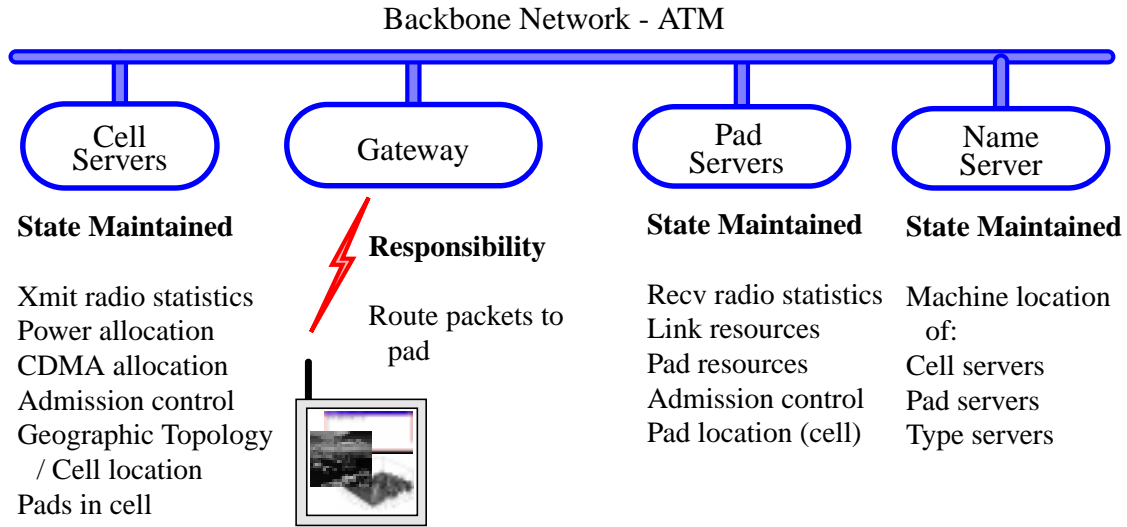 Backbone Network - ATM
Cell
Servers
Gateway
Pad
Servers
Name
Server
State Maintained
Xmit radio statistics
Power allocation
CDMA allocation
Admission control
Geographic Topology
/ Cell location
Pads in cell
Responsibility
Route packets to
pad
State Maintained
Recv radio statistics
Link resources
Pad resources
Admission control
Pad location (cell)
State Maintained
Machine location
of:
Cell servers
Pad servers
Type servers